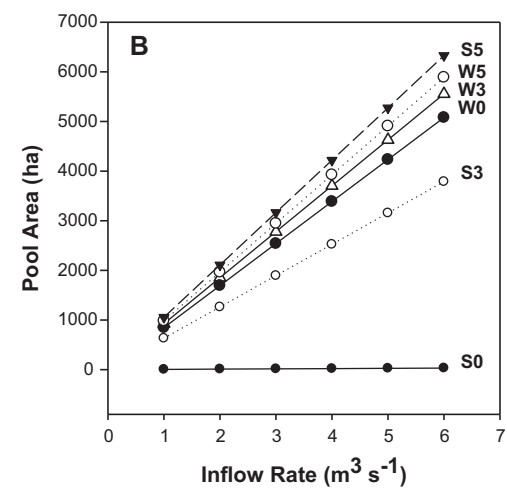 B
7000
6000
5000
4000
3000
2000
1000
0
Pool Area (ha)
S5
W5
W3
W0
S3
S0
0 1 2 3 4 5 6 7
Inflow Rate (m³ s⁻¹)